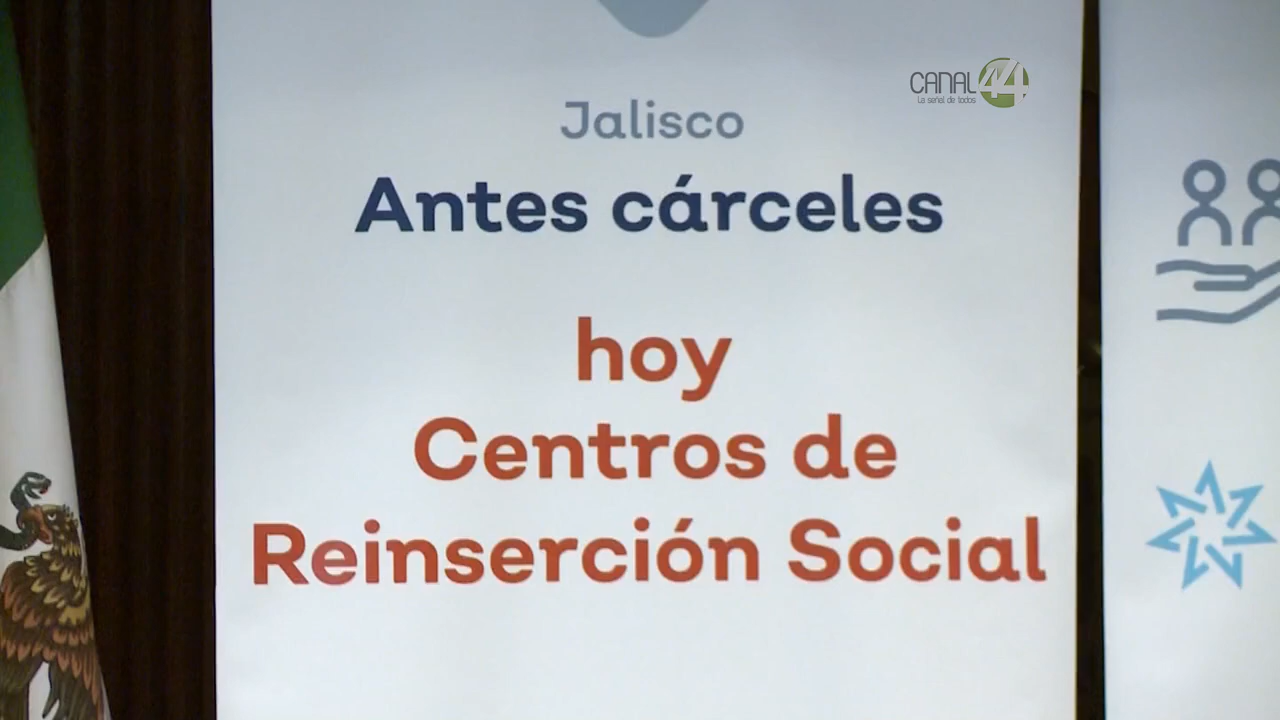 CANAL 44
La señal de todos
Jalisco
Antes cárceles
hoy
Centros de
Reinserción Social